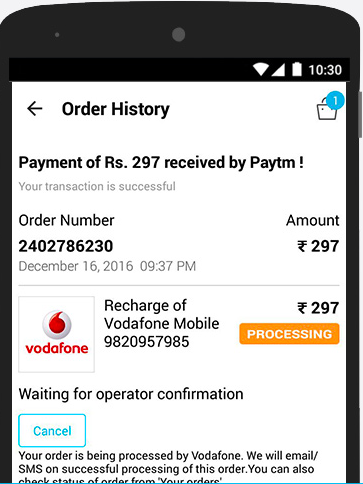 10:30
Order History
1
Payment of Rs. 297 received by Paytm !
Your transaction is successful
Order Number Amount
2402786230 ₹ 297
December 16, 2016 09:37 PM
vodafone
Recharge of
Vodafone Mobile
9820957985
₹ 297
PROCESSING
Waiting for operator confirmation
Cancel
Your order is being processed by Vodafone. We will email/
SMS on successful processing of this order.You can also
check status of order from 'Your orders'